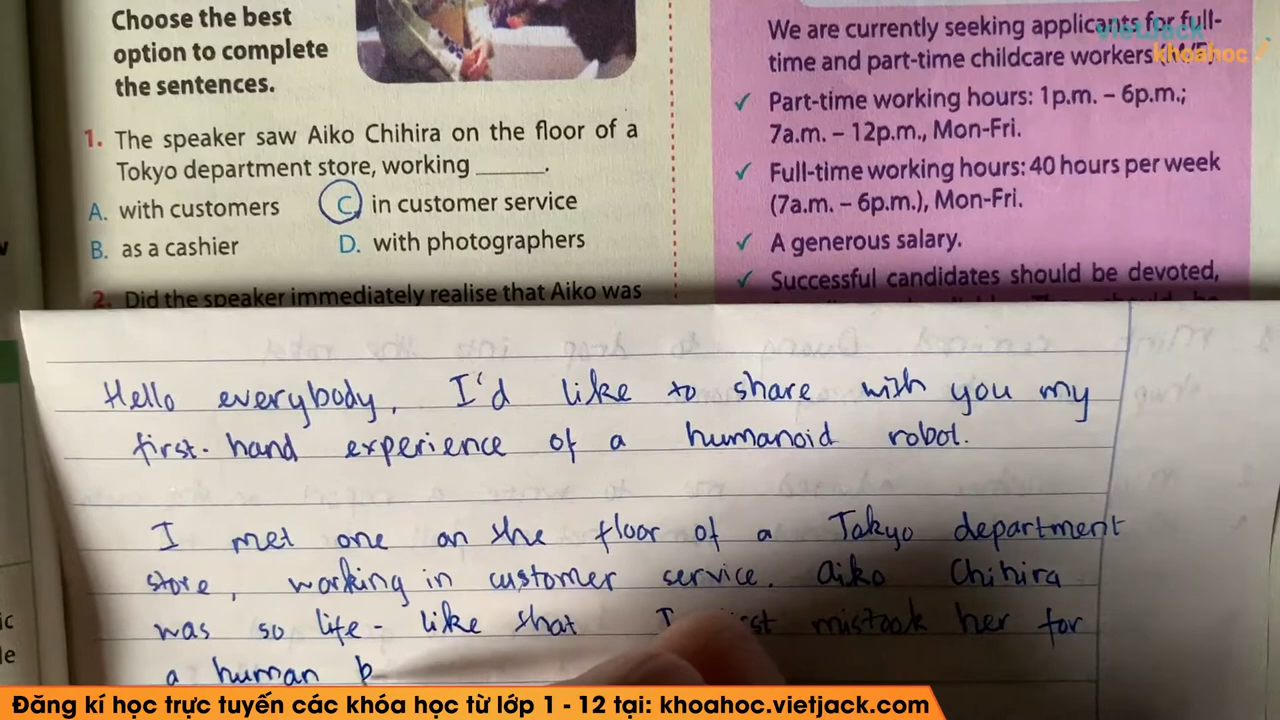 Choose the best
option to complete
the sentences.
1. The speaker saw Aiko Chihira on the floor of a
Tokyo department store, working ______.
A. with customers
C. in customer service
B. as a cashier
D. with photographers
2. Did the speaker immediately realise that Aiko was
We are currently seeking applicants for full-
time and part-time childcare workers
✓ Part-time working hours: 1p.m. – 6p.m.;
7a.m. – 12p.m., Mon-Fri.
✓ Full-time working hours: 40 hours per week
(7a.m. – 6p.m.), Mon-Fri.
✓ A generous salary.
✓ Successful candidates should be devoted,
vietjack
khoahoc
Hello everybody, I'd like to share with you my
first-hand experience of a humanoid robot.
I met one on the floor of a Tokyo department
store, working in customer service. Aiko Chihira
was so life-like that I mistook her for
a human
Đăng kí học trực tuyến các khóa học từ lớp 1 - 12 tại: khoahoc.vietjack.com